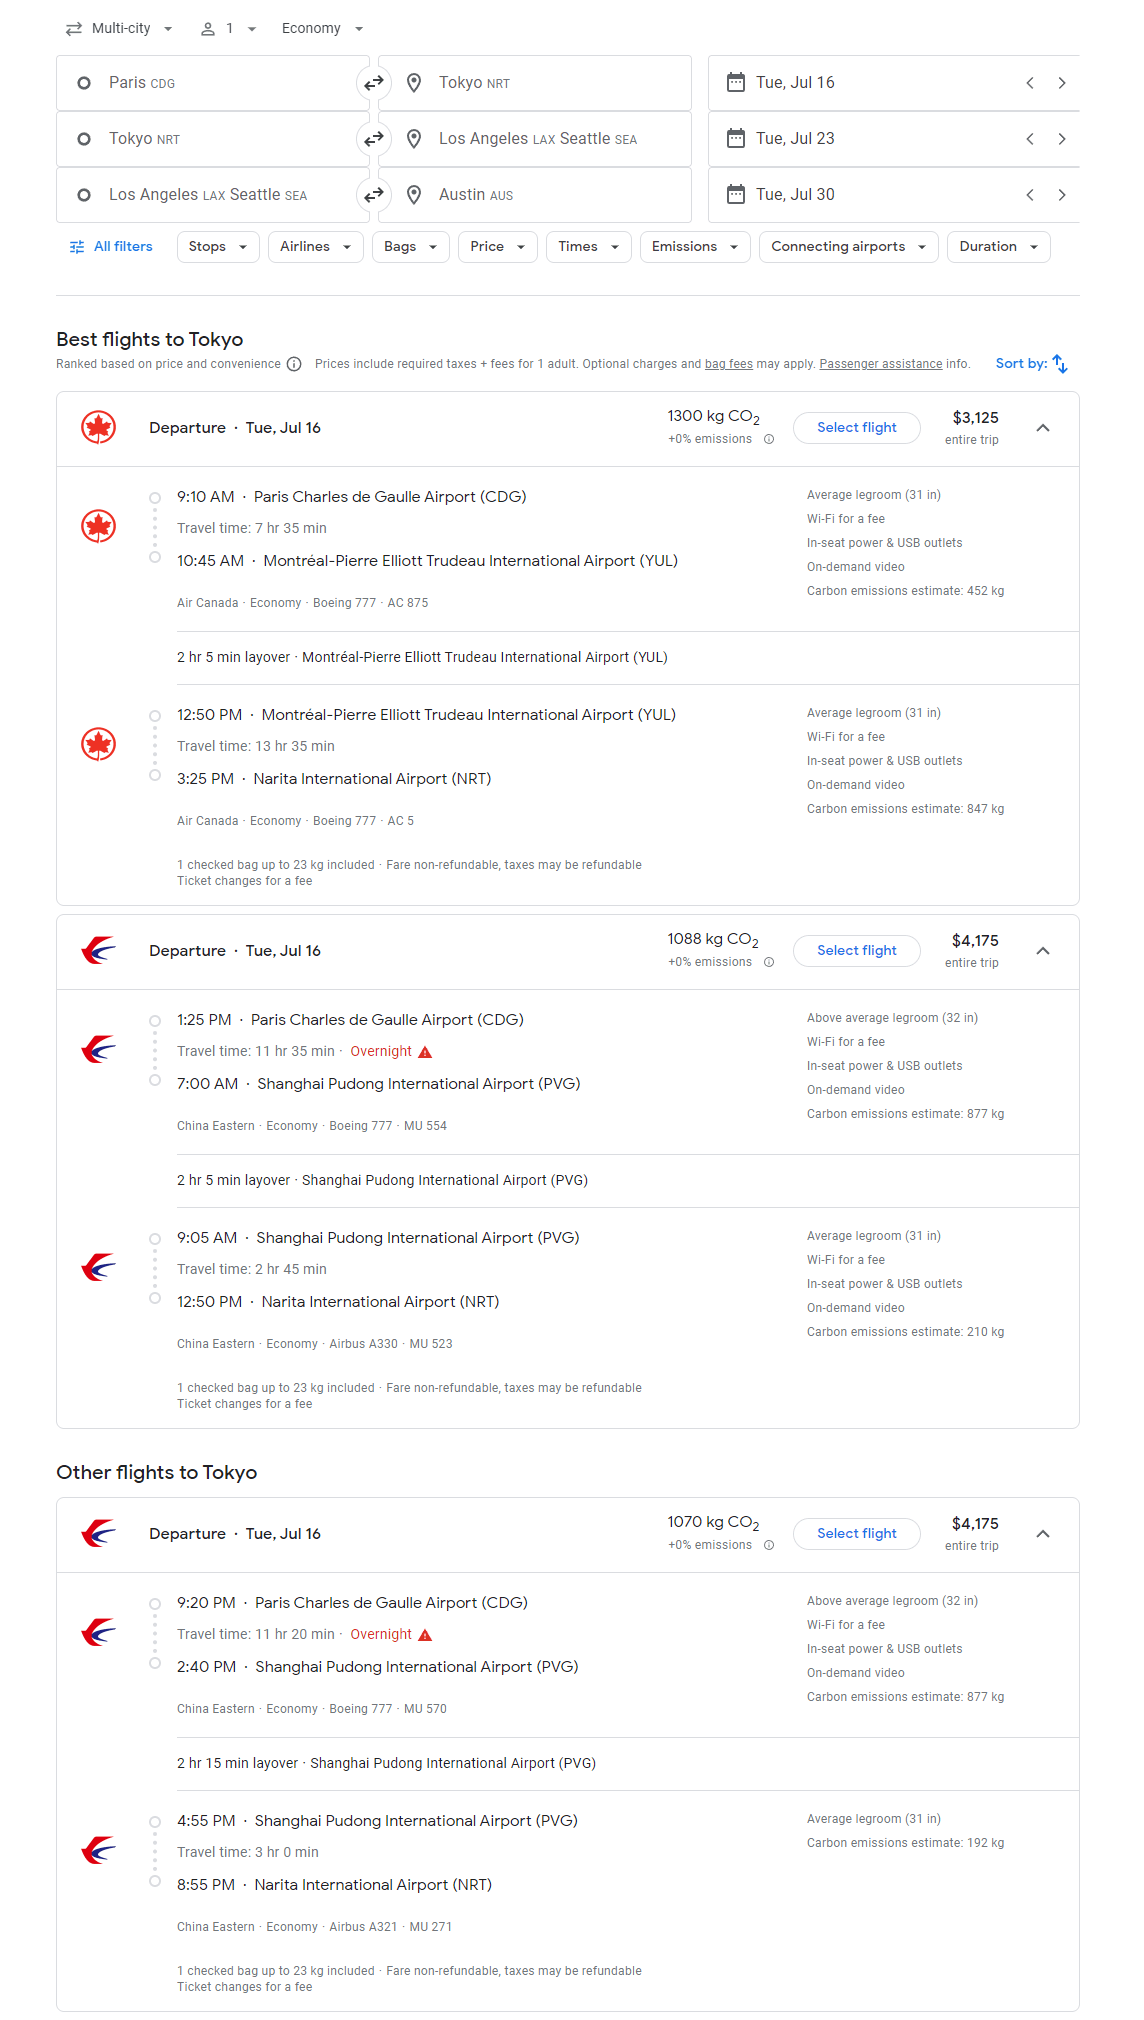 Multi-city 1 Economy
Paris CDG Tokyo NRT Tue, Jul 16
Tokyo NRT Los Angeles LAX Seattle SEA Tue, Jul 23
Los Angeles LAX Seattle SEA Austin AUS Tue, Jul 30
All filters Stops Airlines Bags Price Times Emissions Connecting airports Duration
Best flights to Tokyo
Ranked based on price and convenience Prices include required taxes + fees for 1 adult. Optional charges and bag fees may apply. Passenger assistance info. Sort by:
Departure · Tue, Jul 16 1300 kg CO2 +0% emissions Select flight $3,125 entire trip
9:10 AM · Paris Charles de Gaulle Airport (CDG)
Travel time: 7 hr 35 min
10:45 AM · Montréal-Pierre Elliott Trudeau International Airport (YUL)
Air Canada · Economy · Boeing 777 · AC 875
Average legroom (31 in)
Wi-Fi for a fee
In-seat power & USB outlets
On-demand video
Carbon emissions estimate: 452 kg
2 hr 5 min layover · Montréal-Pierre Elliott Trudeau International Airport (YUL)
12:50 PM · Montréal-Pierre Elliott Trudeau International Airport (YUL)
Travel time: 13 hr 35 min
3:25 PM · Narita International Airport (NRT)
Air Canada · Economy · Boeing 777 · AC 5
Average legroom (31 in)
Wi-Fi for a fee
In-seat power & USB outlets
On-demand video
Carbon emissions estimate: 847 kg
1 checked bag up to 23 kg included · Fare non-refundable, taxes may be refundable
Ticket changes for a fee
Departure · Tue, Jul 16 1088 kg CO2 +0% emissions Select flight $4,175 entire trip
1:25 PM · Paris Charles de Gaulle Airport (CDG)
Travel time: 11 hr 35 min · Overnight
7:00 AM · Shanghai Pudong International Airport (PVG)
China Eastern · Economy · Boeing 777 · MU 554
Above average legroom (32 in)
Wi-Fi for a fee
In-seat power & USB outlets
On-demand video
Carbon emissions estimate: 877 kg
2 hr 5 min layover · Shanghai Pudong International Airport (PVG)
9:05 AM · Shanghai Pudong International Airport (PVG)
Travel time: 2 hr 45 min
12:50 PM · Narita International Airport (NRT)
China Eastern · Economy · Airbus A330 · MU 523
Average legroom (31 in)
Wi-Fi for a fee
In-seat power & USB outlets
On-demand video
Carbon emissions estimate: 210 kg
1 checked bag up to 23 kg included · Fare non-refundable, taxes may be refundable
Ticket changes for a fee
Other flights to Tokyo
Departure · Tue, Jul 16 1070 kg CO2 +0% emissions Select flight $4,175 entire trip
9:20 PM · Paris Charles de Gaulle Airport (CDG)
Travel time: 11 hr 20 min · Overnight
2:40 PM · Shanghai Pudong International Airport (PVG)
China Eastern · Economy · Boeing 777 · MU 570
Above average legroom (32 in)
Wi-Fi for a fee
In-seat power & USB outlets
On-demand video
Carbon emissions estimate: 877 kg
2 hr 15 min layover · Shanghai Pudong International Airport (PVG)
4:55 PM · Shanghai Pudong International Airport (PVG)
Travel time: 3 hr 0 min
8:55 PM · Narita International Airport (NRT)
China Eastern · Economy · Airbus A321 · MU 271
Average legroom (31 in)
Carbon emissions estimate: 192 kg
1 checked bag up to 23 kg included · Fare non-refundable, taxes may be refundable
Ticket changes for a fee